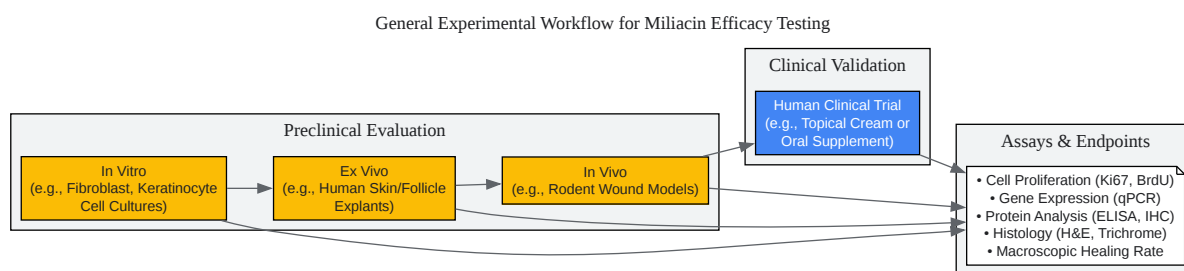 General Experimental Workflow for Miliacin Efficacy Testing
Clinical Validation
Human Clinical Trial
(e.g., Topical Cream or
Oral Supplement)
Preclinical Evaluation
In Vitro
(e.g., Fibroblast, Keratinocyte
Cell Cultures)
Ex Vivo
(e.g., Human Skin/Follicle
Explants)
In Vivo
(e.g., Rodent Wound Models)
Assays & Endpoints
• Cell Proliferation (Ki67, BrdU)
• Gene Expression (qPCR)
• Protein Analysis (ELISA, IHC)
• Histology (H&E, Trichrome)
• Macroscopic Healing Rate